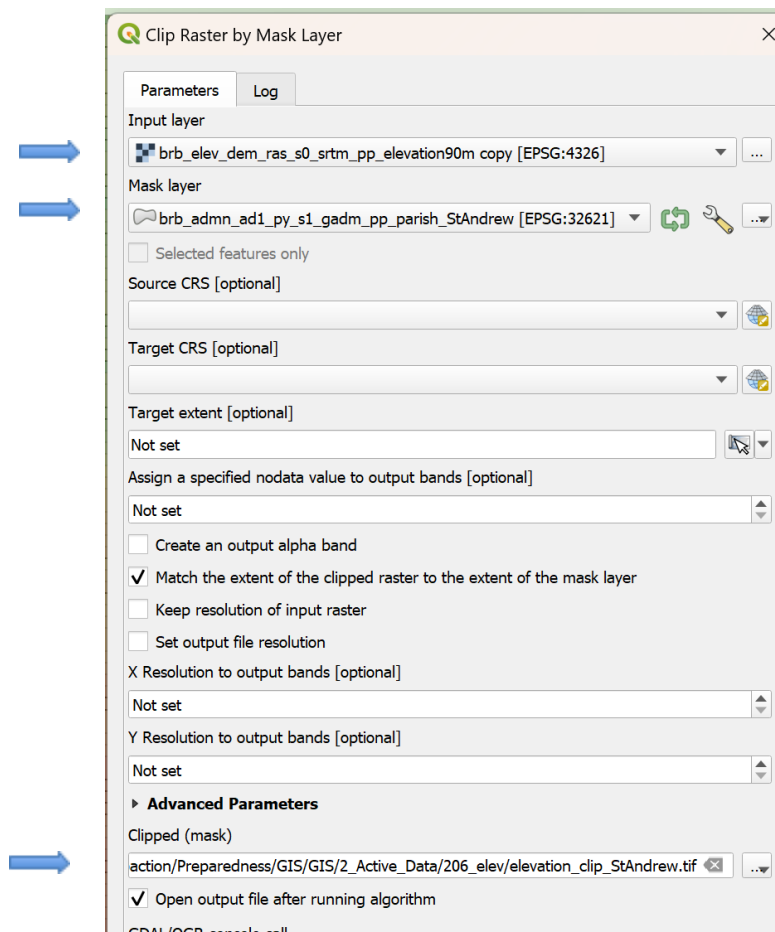 Clip Raster by Mask Layer
Parameters Log
Input layer
brb_elev_dem_ras_s0_srtm_pp_elevation90m copy [EPSG:4326]
...
Mask layer
brb_admn_ad1_py_s1_gadm_pp_parish_StAndrew [EPSG:32621]
...
Selected features only
Source CRS [optional]
Target CRS [optional]
Target extent [optional]
Not set
Assign a specified nodata value to output bands [optional]
Not set
Create an output alpha band
Match the extent of the clipped raster to the extent of the mask layer
Keep resolution of input raster
Set output file resolution
X Resolution to output bands [optional]
Not set
Y Resolution to output bands [optional]
Not set
Advanced Parameters
Clipped (mask)
action/Preparedness/GIS/GIS/2_Active_Data/206_elev/elevation_clip_StAndrew.tif
...
Open output file after running algorithm
GDAL/OGR console call